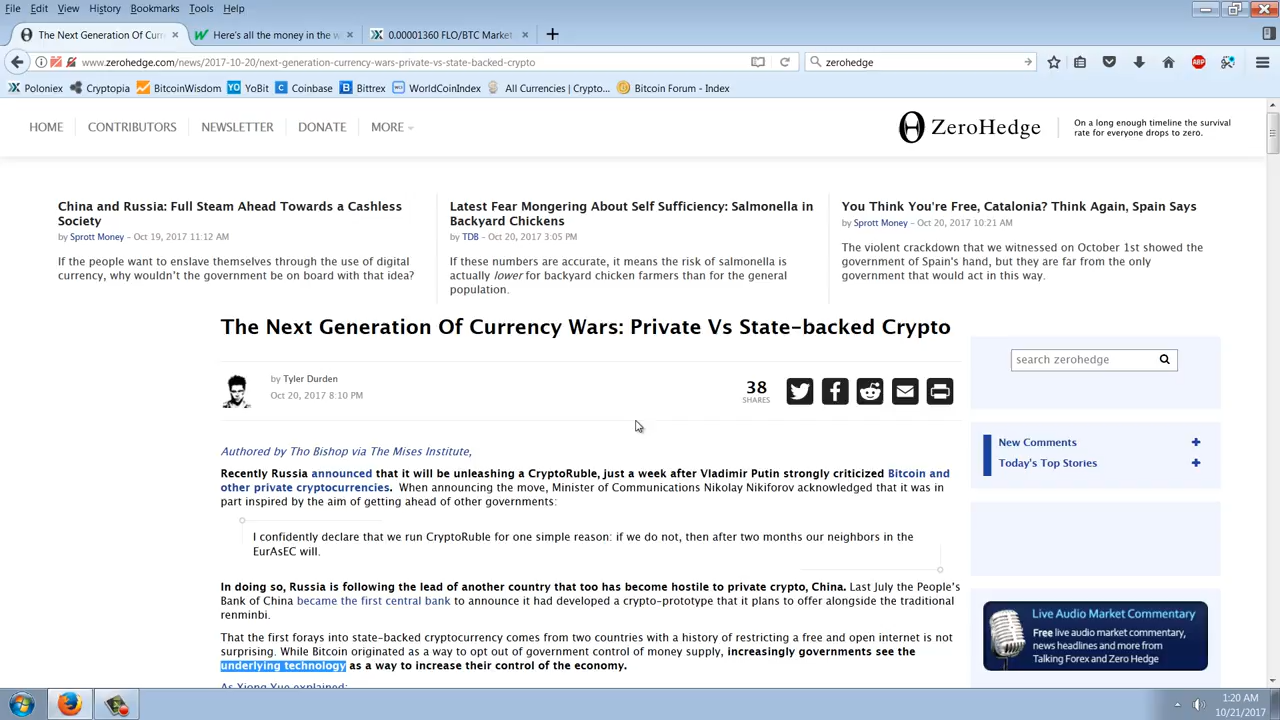 File Edit View History Bookmarks Tools Help
The Next Generation Of Curr
Here's all the money in the w
0.00001360 FLO/BTC Market
www.zerohedge.com/news/2017-10-20/next-generation-currency-wars-private-vs-state-backed-crypto
zerohedge
ABP
Poloniex Cryptopia BitcoinWisdom YoBit Coinbase Bittrex WorldCoinIndex All Currencies | Crypto... Bitcoin Forum - Index
HOME CONTRIBUTORS NEWSLETTER DONATE MORE
ZeroHedge
On a long enough timeline the survival
rate for everyone drops to zero.
China and Russia: Full Steam Ahead Towards a Cashless
Society
by Sprott Money - Oct 19, 2017 11:12 AM
If the people want to enslave themselves through the use of digital
currency, why wouldn't the government be on board with that idea?
Latest Fear Mongering About Self Sufficiency: Salmonella in
Backyard Chickens
by TDB - Oct 20, 2017 3:05 PM
If these numbers are accurate, it means the risk of salmonella is
actually lower for backyard chicken farmers than for the general
population.
You Think You're Free, Catalonia? Think Again, Spain Says
by Sprott Money - Oct 20, 2017 10:21 AM
The violent crackdown that we witnessed on October 1st showed the
government of Spain's hand, but they are far from the only
government that would act in this way.
The Next Generation Of Currency Wars: Private Vs State-backed Crypto
by Tyler Durden
Oct 20, 2017 8:10 PM
38
SHARES
Authored by Tho Bishop via The Mises Institute,
Recently Russia announced that it will be unleashing a CryptoRuble, just a week after Vladimir Putin strongly criticized Bitcoin and
other private cryptocurrencies. When announcing the move, Minister of Communications Nikolay Nikiforov acknowledged that it was in
part inspired by the aim of getting ahead of other governments:
I confidently declare that we run CryptoRuble for one simple reason: if we do not, then after two months our neighbors in the
EurAsEC will.
In doing so, Russia is following the lead of another country that too has become hostile to private crypto, China. Last July the People's
Bank of China became the first central bank to announce it had developed a crypto-prototype that it plans to offer alongside the traditional
renminbi.
That the first forays into state-backed cryptocurrency comes from two countries with a history of restricting a free and open internet is not
surprising. While Bitcoin originated as a way to opt out of government control of money supply, increasingly governments see the
underlying technology as a way to increase their control of the economy.
As Xiong Yue explained:
search zerohedge
New Comments
Today's Top Stories
Live Audio Market Commentary
Free live audio market commentary,
news headlines and more from
Talking Forex and Zero Hedge
1:20 AM
10/21/2017